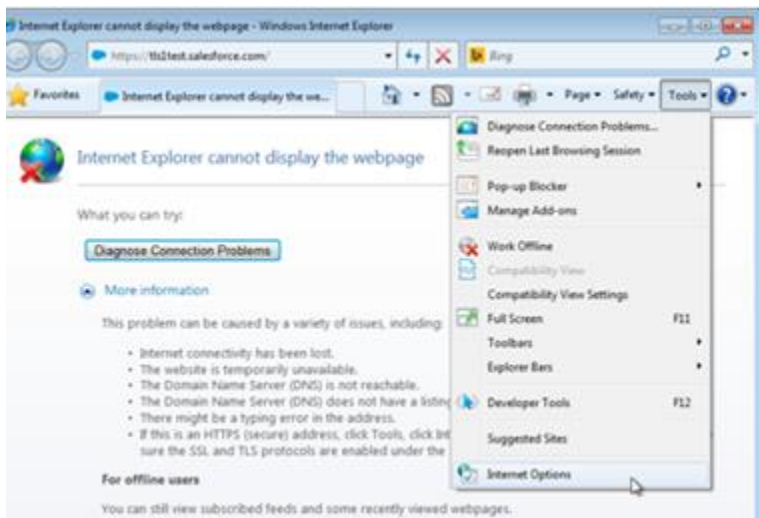 Internet Explorer cannot display the webpage - Windows Internet Explorer
https://tls1test.salesforce.com/
Bing
Favorites
Internet Explorer cannot display the we...
Page
Safety
Tools
Internet Explorer cannot display the webpage
What you can try:
Diagnose Connection Problems
More information
This problem can be caused by a variety of issues, including:
• Internet connectivity has been lost.
• The website is temporarily unavailable.
• The Domain Name Server (DNS) is not reachable.
• The Domain Name Server (DNS) does not have a listing
• There might be a typing error in the address.
• If this is an HTTPS (secure) address, click Tools, click Int
sure the SSL and TLS protocols are enabled under the
For offline users
You can still view subscribed feeds and some recently viewed webpages.
Diagnose Connection Problems...
Reopen Last Browsing Session
Pop-up Blocker
Manage Add-ons
Work Offline
Compatibility View
Compatibility View Settings
Full Screen F11
Toolbars
Explorer Bars
Developer Tools F12
Suggested Sites
Internet Options